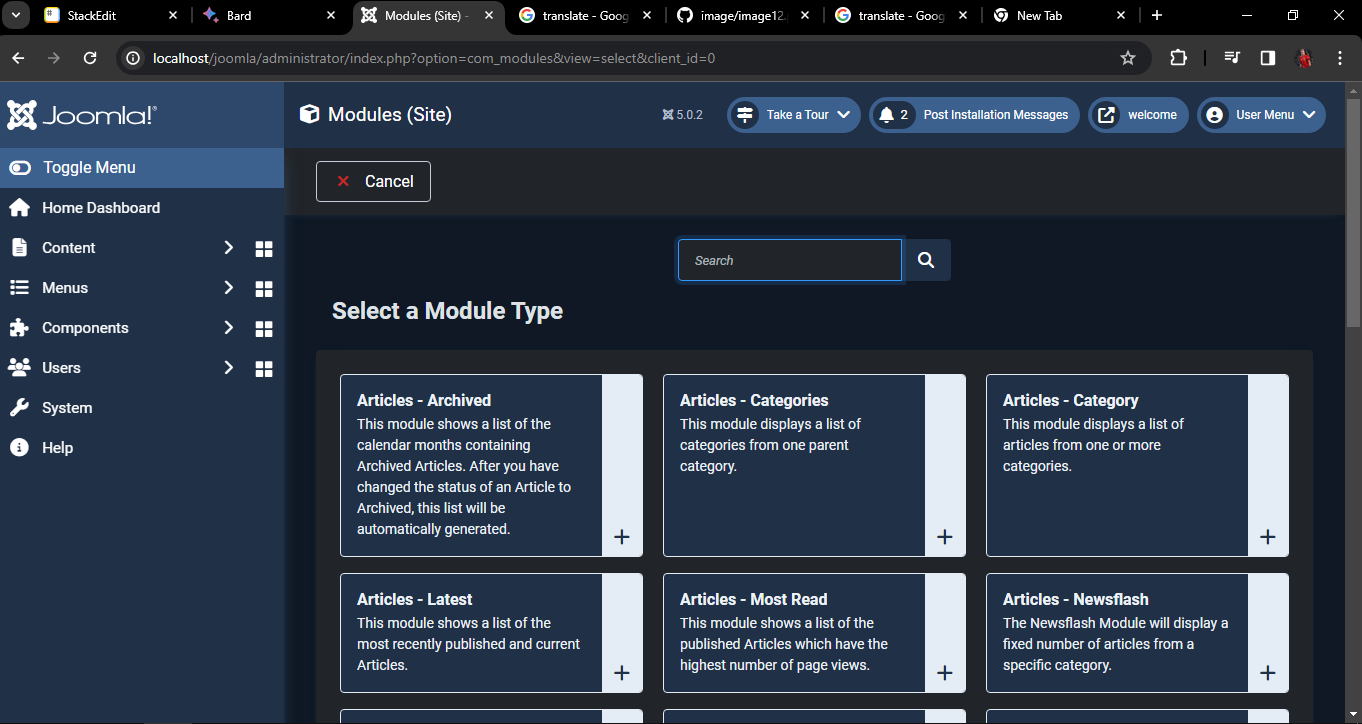 StackEdit
Bard
Modules (Site) -
translate - Goog
image/image12.
translate - Goog
New Tab
localhost/joomla/administrator/index.php?option=com_modules&view=select&client_id=0
Joomla!®
Modules (Site)
5.0.2
Take a Tour
2
Post Installation Messages
welcome
User Menu
Toggle Menu
Home Dashboard
Content
Menus
Components
Users
System
Help
Cancel
Search
Select a Module Type
Articles - Archived
This module shows a list of the
calendar months containing
Archived Articles. After you have
changed the status of an Article to
Archived, this list will be
automatically generated.
Articles - Categories
This module displays a list of
categories from one parent
category.
Articles - Category
This module displays a list of
articles from one or more
categories.
Articles - Latest
This module shows a list of the
most recently published and current
Articles.
Articles - Most Read
This module shows a list of the
published Articles which have the
highest number of page views.
Articles - Newsflash
The Newsflash Module will display a
fixed number of articles from a
specific category.